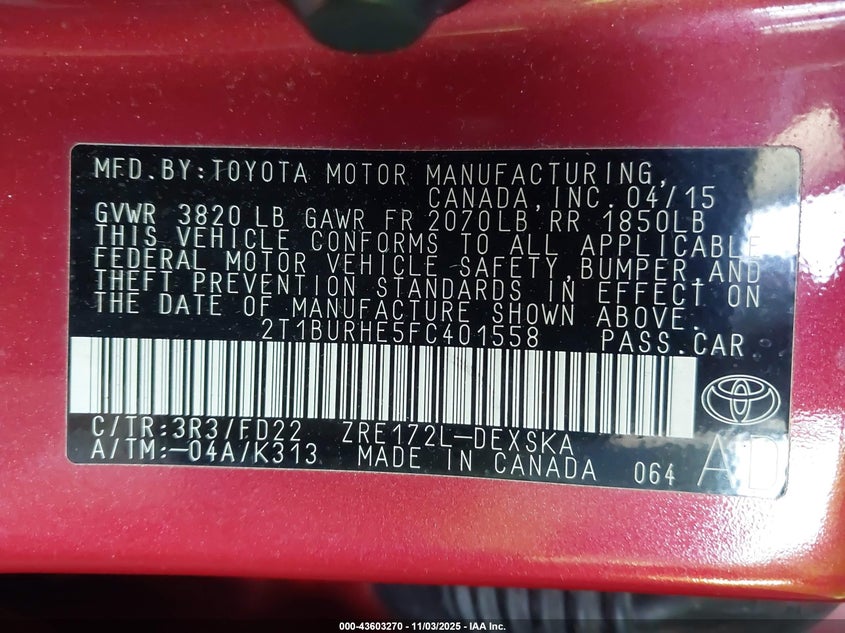 MFD.BY:TOYOTA MOTOR MANUFACTURING,
CANADA,INC. 04/15
GVWR 3820 LB GAWR FR 2070LB RR 1850LB
THIS VEHICLE CONFORMS TO ALL APPLICABLE
FEDERAL MOTOR VEHICLE SAFETY,BUMPER,AND
THEFT PREVENTION STANDARDS IN EFFECT ON
THE DATE OF MANUFACTURE SHOWN ABOVE.
2T1BURHE5FC401558 PASS.CAR
C/TR:3R3/FD22 ZRE172L-DEXSKA
A/TM:-04A/K313 MADE IN CANADA 064 AD
000-43603270 - 11/03/2025 - IAA Inc.